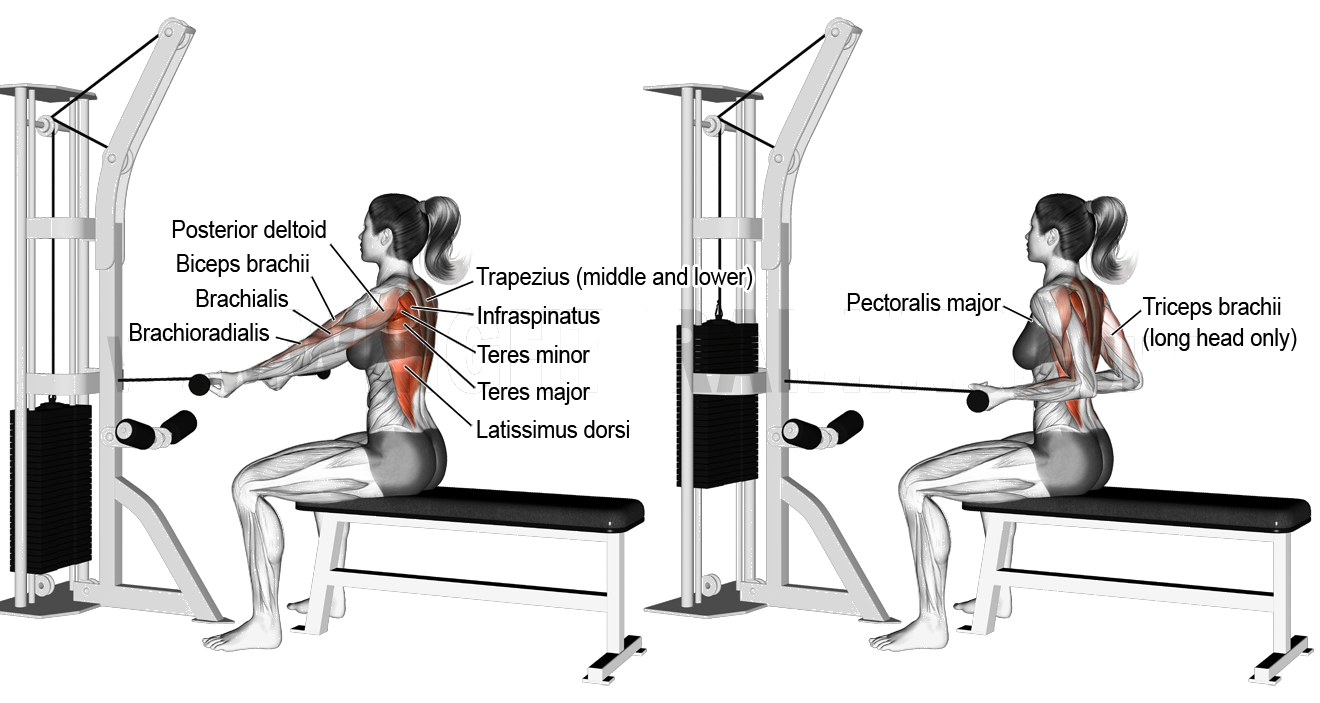 Posterior deltoid
Biceps brachii
Brachialis
Brachioradialis
Trapezius (middle and lower)
Infraspinatus
Teres minor
Teres major
Latissimus dorsi
Pectoralis major
Triceps brachii
(long head only)